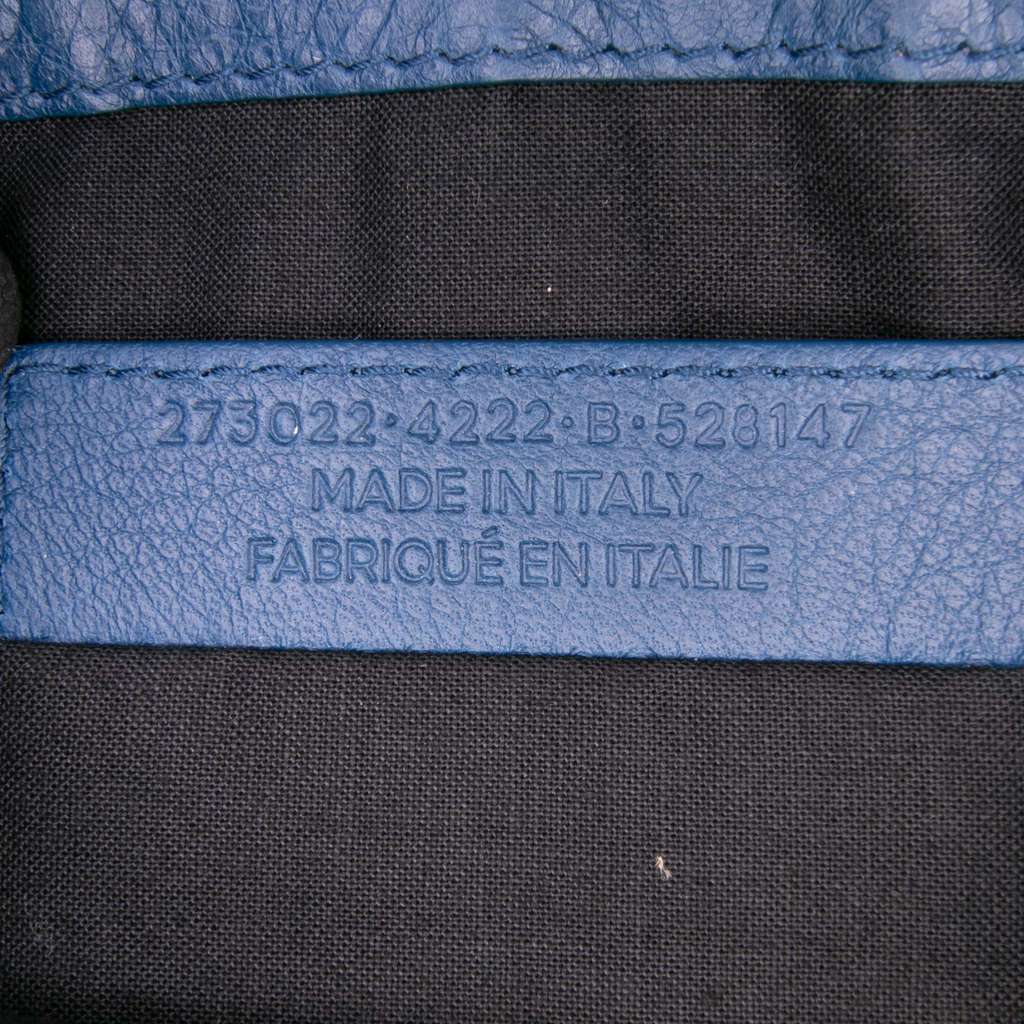 273022·4222·B·528147
MADE IN ITALY
FABRIQUÉ EN ITALIE